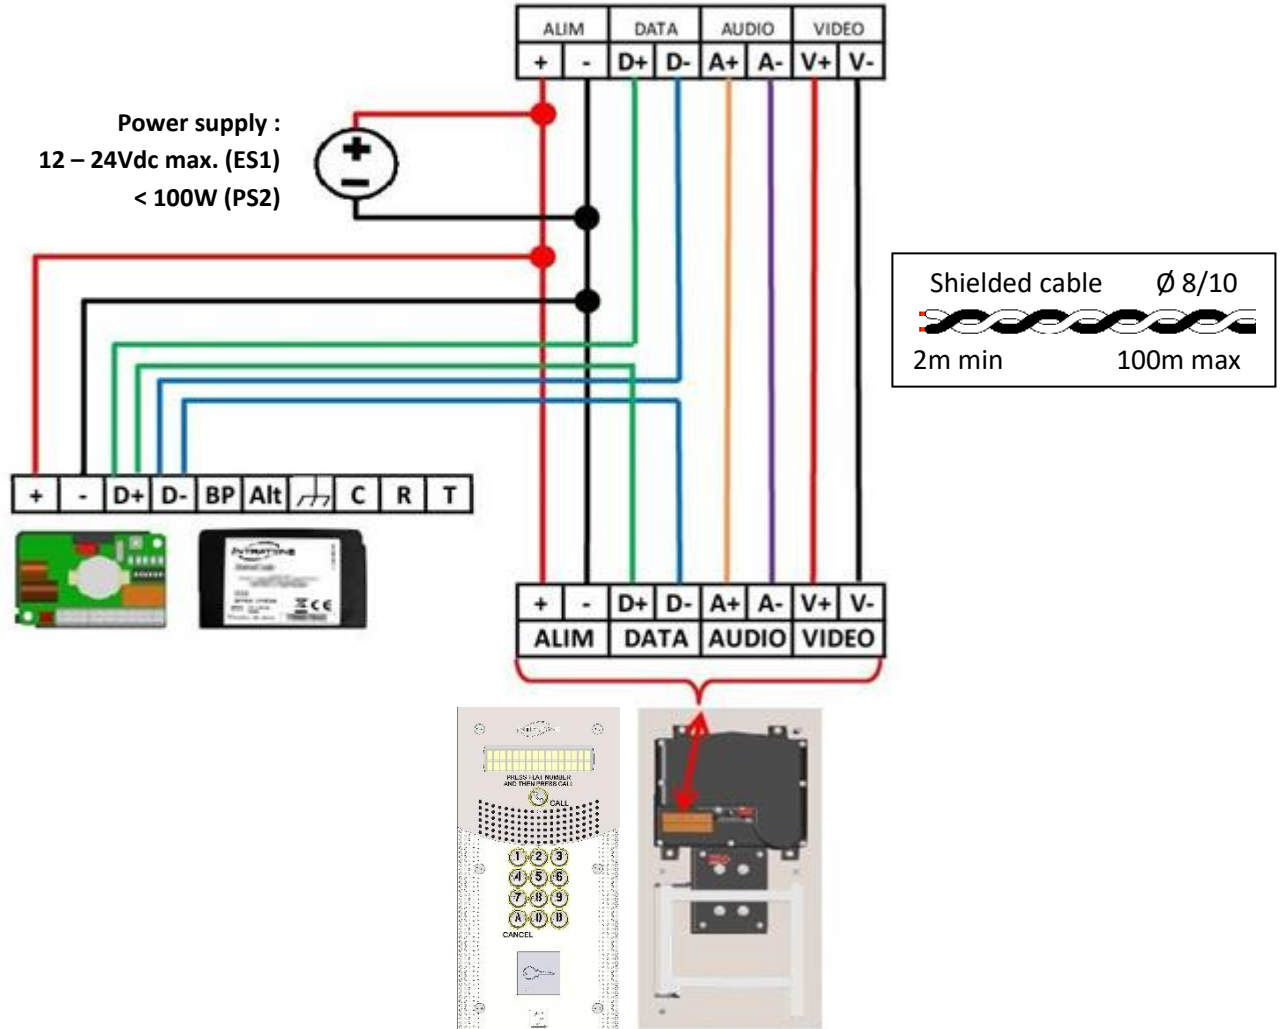 ALIM DATA AUDIO VIDEO
+ - D+ D- A+ A- V+ V-
Power supply :
12 – 24Vdc max. (ES1)
< 100W (PS2)
+
−
Shielded cable Ø 8/10
2m min 100m max
+ - D+ D- BP Alt C R T
INTRATONE
+ - D+ D- A+ A- V+ V-
ALIM DATA AUDIO VIDEO
PRESS FLAT NUMBER
AND THEN PRESS CALL
CALL
1 2 3
4 5 6
7 8 9
A 0 B
CANCEL